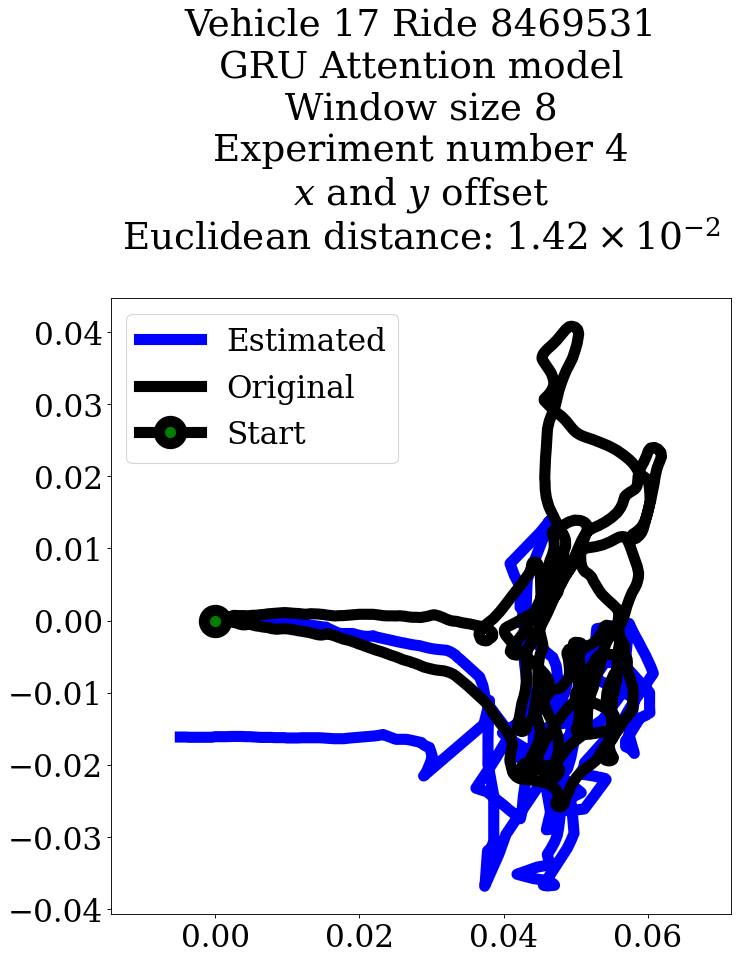 Vehicle 17 Ride 8469531
GRU Attention model
Window size 8
Experiment number 4
x and y offset
Euclidean distance: 1.42 × 10⁻²
Estimated
Original
Start
0.04
0.03
0.02
0.01
0.00
−0.01
−0.02
−0.03
−0.04
0.00 0.02 0.04 0.06